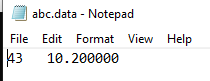 abc.data - Notepad
File Edit Format View Help
43   10.200000